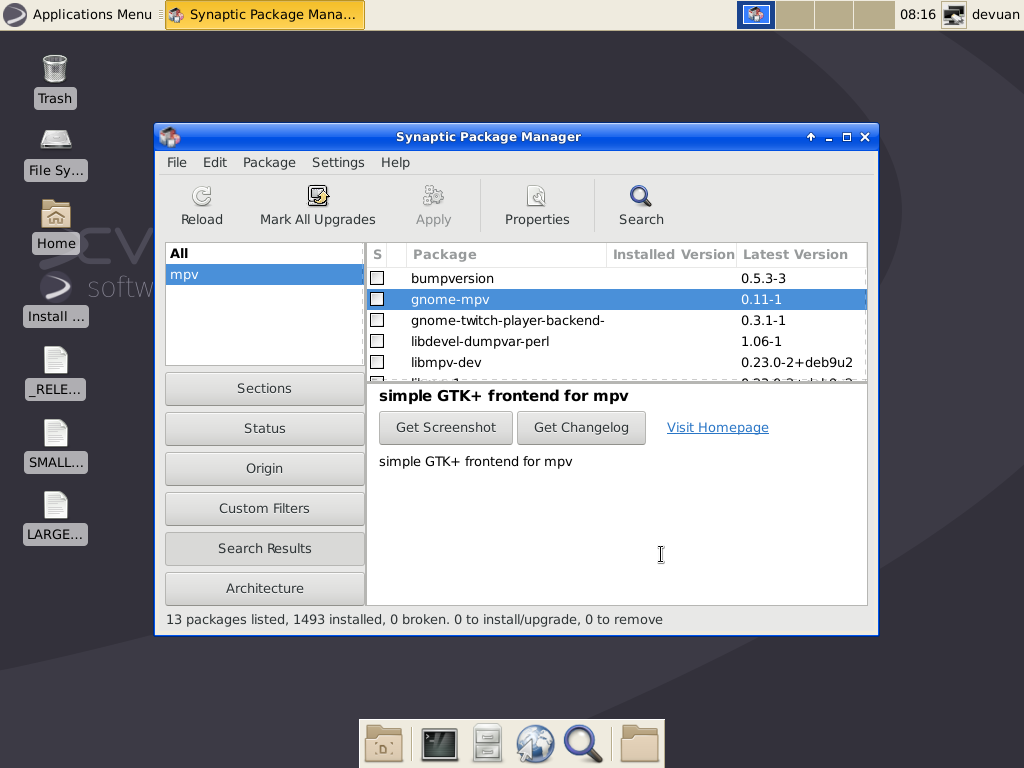 Applications Menu
Synaptic Package Mana...
08:16
devuan
Trash
File Sy...
Home
Install ...
_RELE...
SMALL...
LARGE...
softw
Synaptic Package Manager
File Edit Package Settings Help
Reload
Mark All Upgrades
Apply
Properties
Search
All
mpv
S Package Installed Version Latest Version
bumpversion 0.5.3-3
gnome-mpv 0.11-1
gnome-twitch-player-backend- 0.3.1-1
libdevel-dumpvar-perl 1.06-1
libmpv-dev 0.23.0-2+deb9u2
Sections
Status
Origin
Custom Filters
Search Results
Architecture
simple GTK+ frontend for mpv
Get Screenshot
Get Changelog
Visit Homepage
simple GTK+ frontend for mpv
13 packages listed, 1493 installed, 0 broken. 0 to install/upgrade, 0 to remove